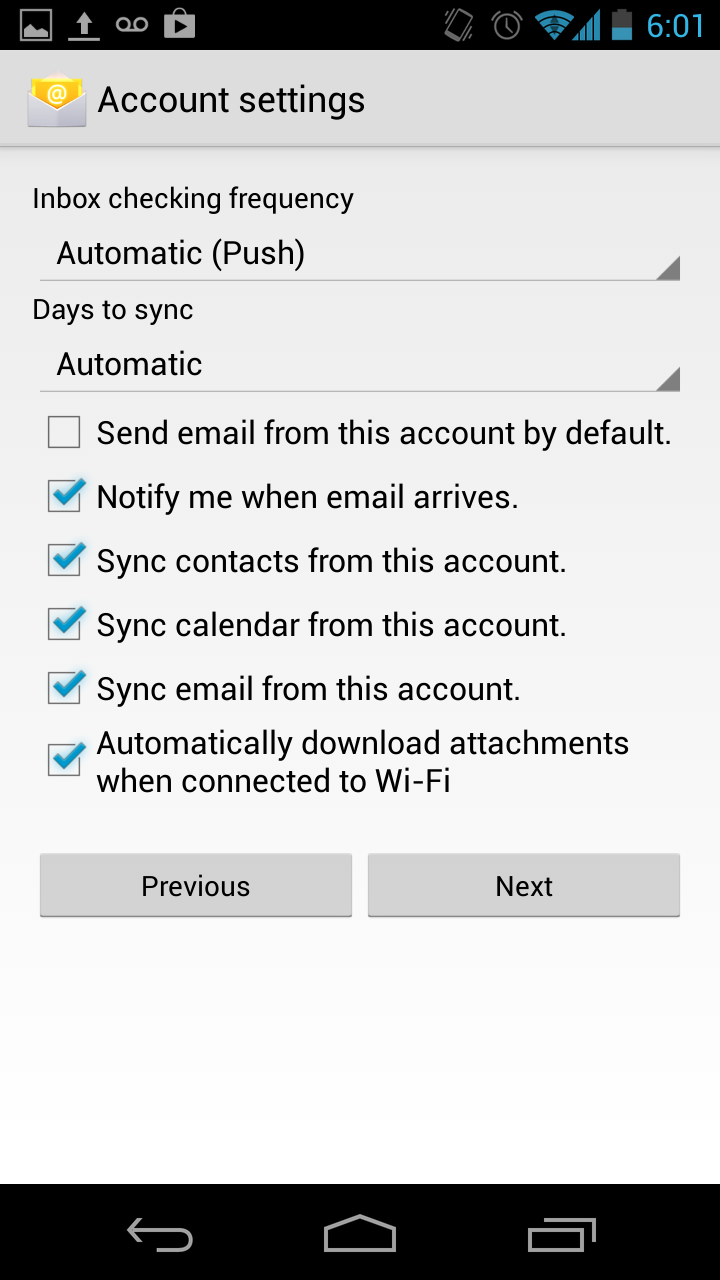 6:01
@
Account settings
Inbox checking frequency
Automatic (Push)
Days to sync
Automatic
Send email from this account by default.
Notify me when email arrives.
Sync contacts from this account.
Sync calendar from this account.
Sync email from this account.
Automatically download attachments
when connected to Wi-Fi
Previous Next